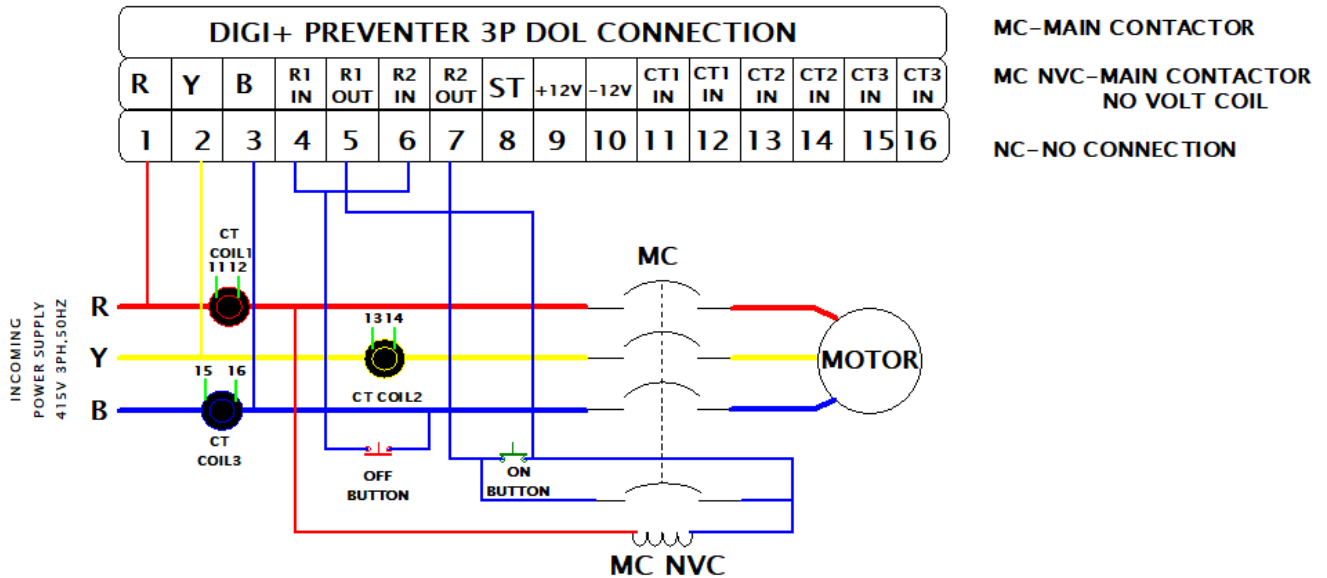 DIGI+ PREVENTER 3P DOL CONNECTION
R Y B R1 IN R1 OUT R2 IN R2 OUT ST +12V -12V CT1 IN CT1 IN CT2 IN CT2 IN CT3 IN CT3 IN
1 2 3 4 5 6 7 8 9 10 11 12 13 14 15 16
MC-MAIN CONTACTOR
MC NVC-MAIN CONTACTOR
NO VOLT COIL
NC-NO CONNECTION
CT
COIL1
1112
MC
INCOMING
POWER SUPPLY
415V 3PH,50HZ
R
1314
Y
MOTOR
15 16
CT COIL2
B
CT
COIL3
OFF
BUTTON
ON
BUTTON
MC NVC